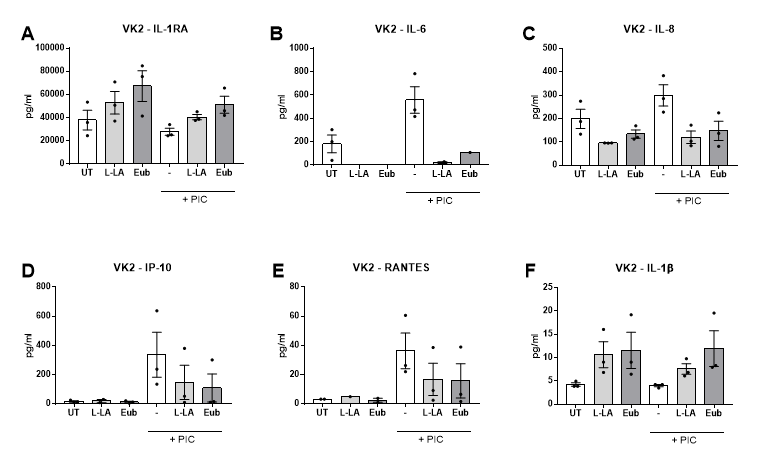 A VK2 - IL-1RA
pg/ml
100000
80000
60000
40000
20000
0
UT L-LA Eub - L-LA Eub
+ PIC
B VK2 - IL-6
pg/ml
1000
800
600
400
200
0
UT L-LA Eub - L-LA Eub
+ PIC
C VK2 - IL-8
pg/ml
500
400
300
200
100
0
UT L-LA Eub - L-LA Eub
+ PIC
D VK2 - IP-10
pg/ml
800
600
400
200
0
UT L-LA Eub - L-LA Eub
+ PIC
E VK2 - RANTES
pg/ml
80
60
40
20
0
UT L-LA Eub - L-LA Eub
+ PIC
F VK2 - IL-1β
pg/ml
25
20
15
10
5
0
UT L-LA Eub - L-LA Eub
+ PIC